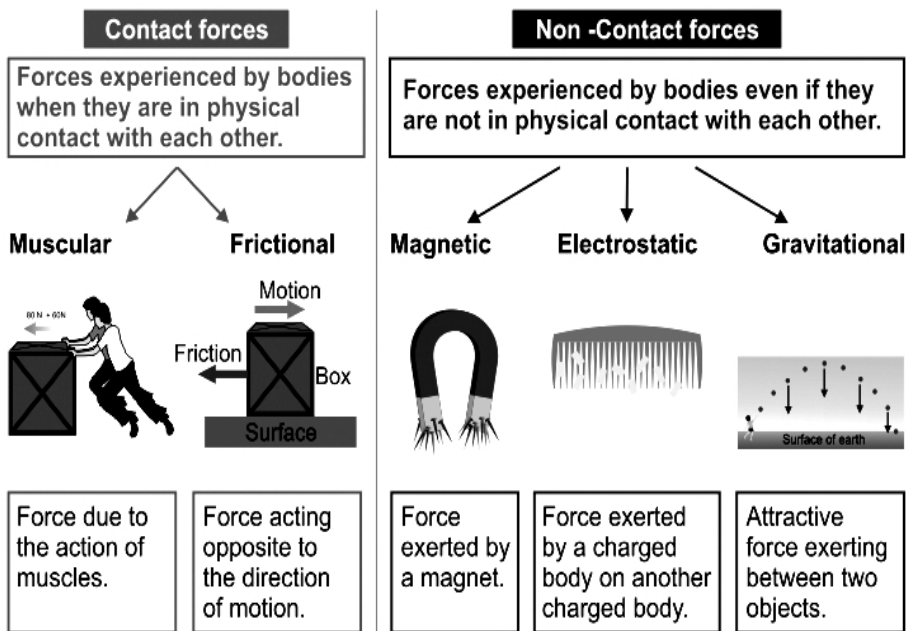 Contact forces
Forces experienced by bodies
when they are in physical
contact with each other.
Muscular
Frictional
80 N + 60N
Motion
Friction
Box
Surface
Force due to
the action of
muscles.
Force acting
opposite to
the direction
of motion.
Non -Contact forces
Forces experienced by bodies even if they
are not in physical contact with each other.
Magnetic
Electrostatic
Gravitational
Surface of earth
Force
exerted by
a magnet.
Force exerted
by a charged
body on another
charged body.
Attractive
force exerting
between two
objects.